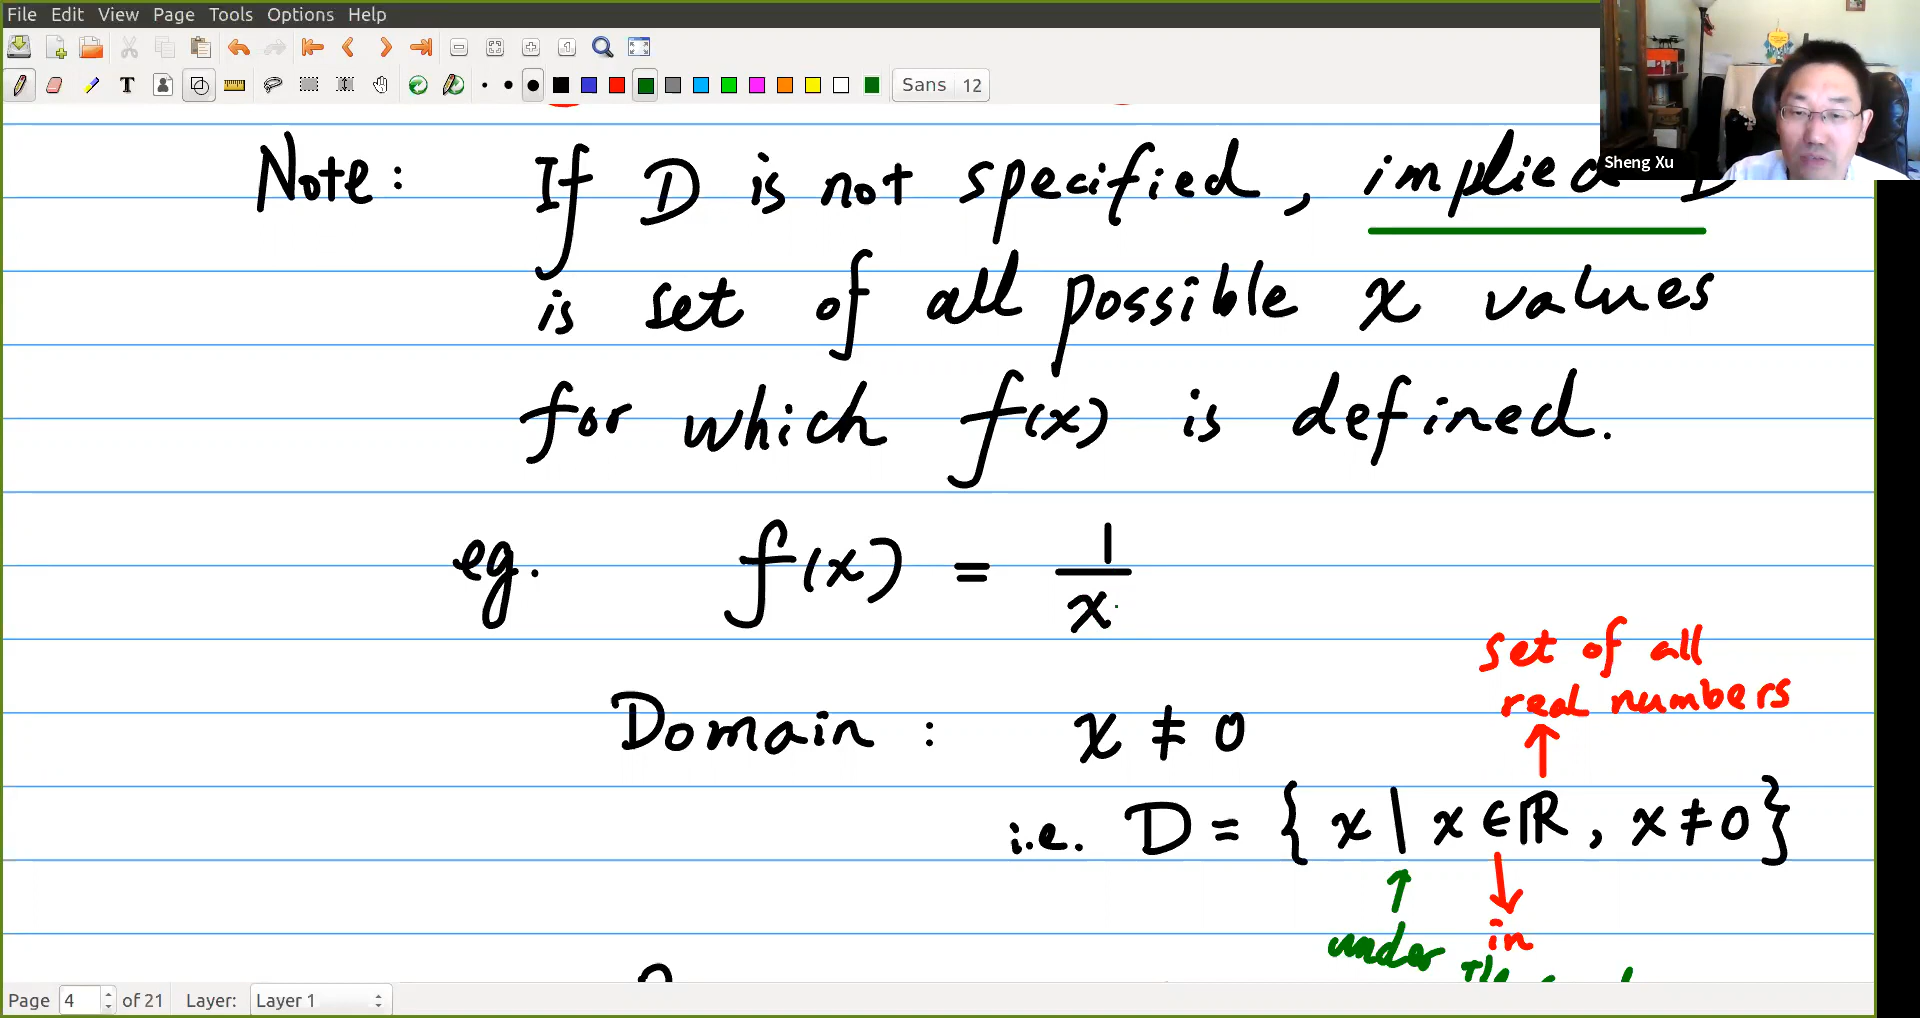 File Edit View Page Tools Options Help
Sans 12
Sheng Xu
Note: If D is not specified, implied D
is set of all possible x values
for which f(x) is defined.
eg. f(x) = 1/x
set of all
real numbers
Domain: x ≠ 0
i.e. D = { x | x ∈ ℝ, x ≠ 0}
under
in
Page 4 of 21 Layer: Layer 1